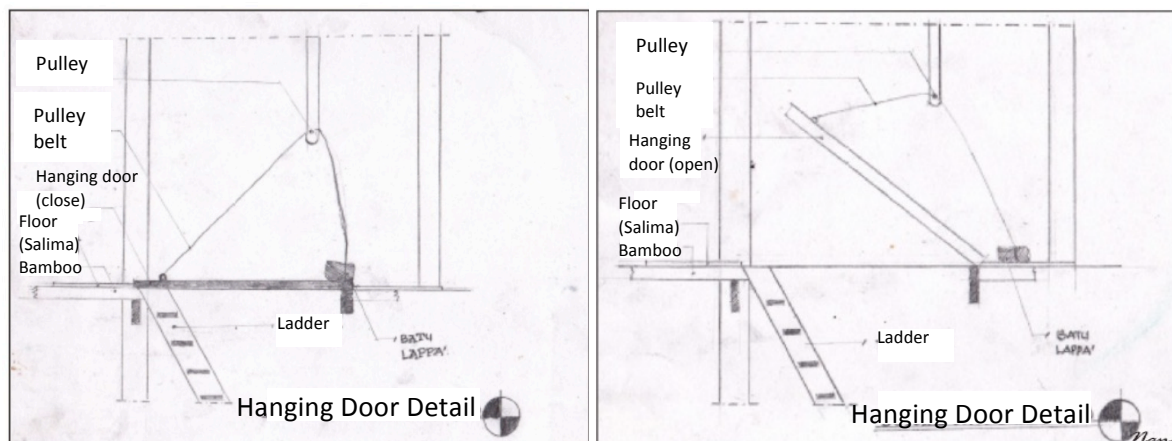 Pulley
Pulley
belt
Hanging door
(close)
Floor
(Salima)
Bamboo
Ladder
BATU
LAPPA'
Hanging Door Detail
Pulley
Pulley
belt
Hanging
door (open)
Floor
(Salima)
Bamboo
Ladder
BATU
LAPPA'
Hanging Door Detail